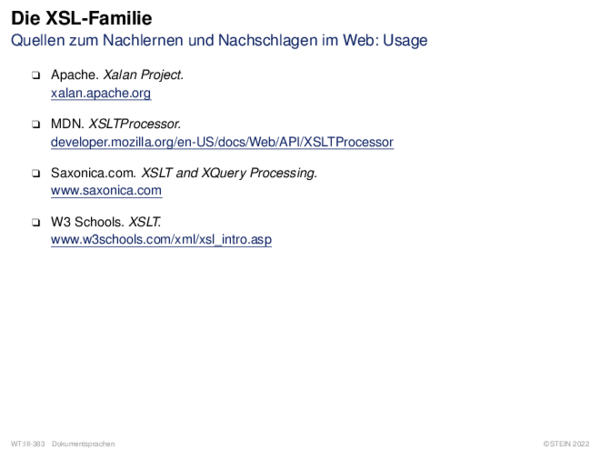 Die XSL-Familie
Quellen zum Nachlernen und Nachschlagen im Web: Usage
❏ Apache. Xalan Project.
xalan.apache.org
❏ MDN. XSLTProcessor.
developer.mozilla.org/en-US/docs/Web/API/XSLTProcessor
❏ Saxonica.com. XSLT and XQuery Processing.
www.saxonica.com
❏ W3 Schools. XSLT.
www.w3schools.com/xml/xsl_intro.asp
WT:III-383 Dokumentsprachen ©STEIN 2022